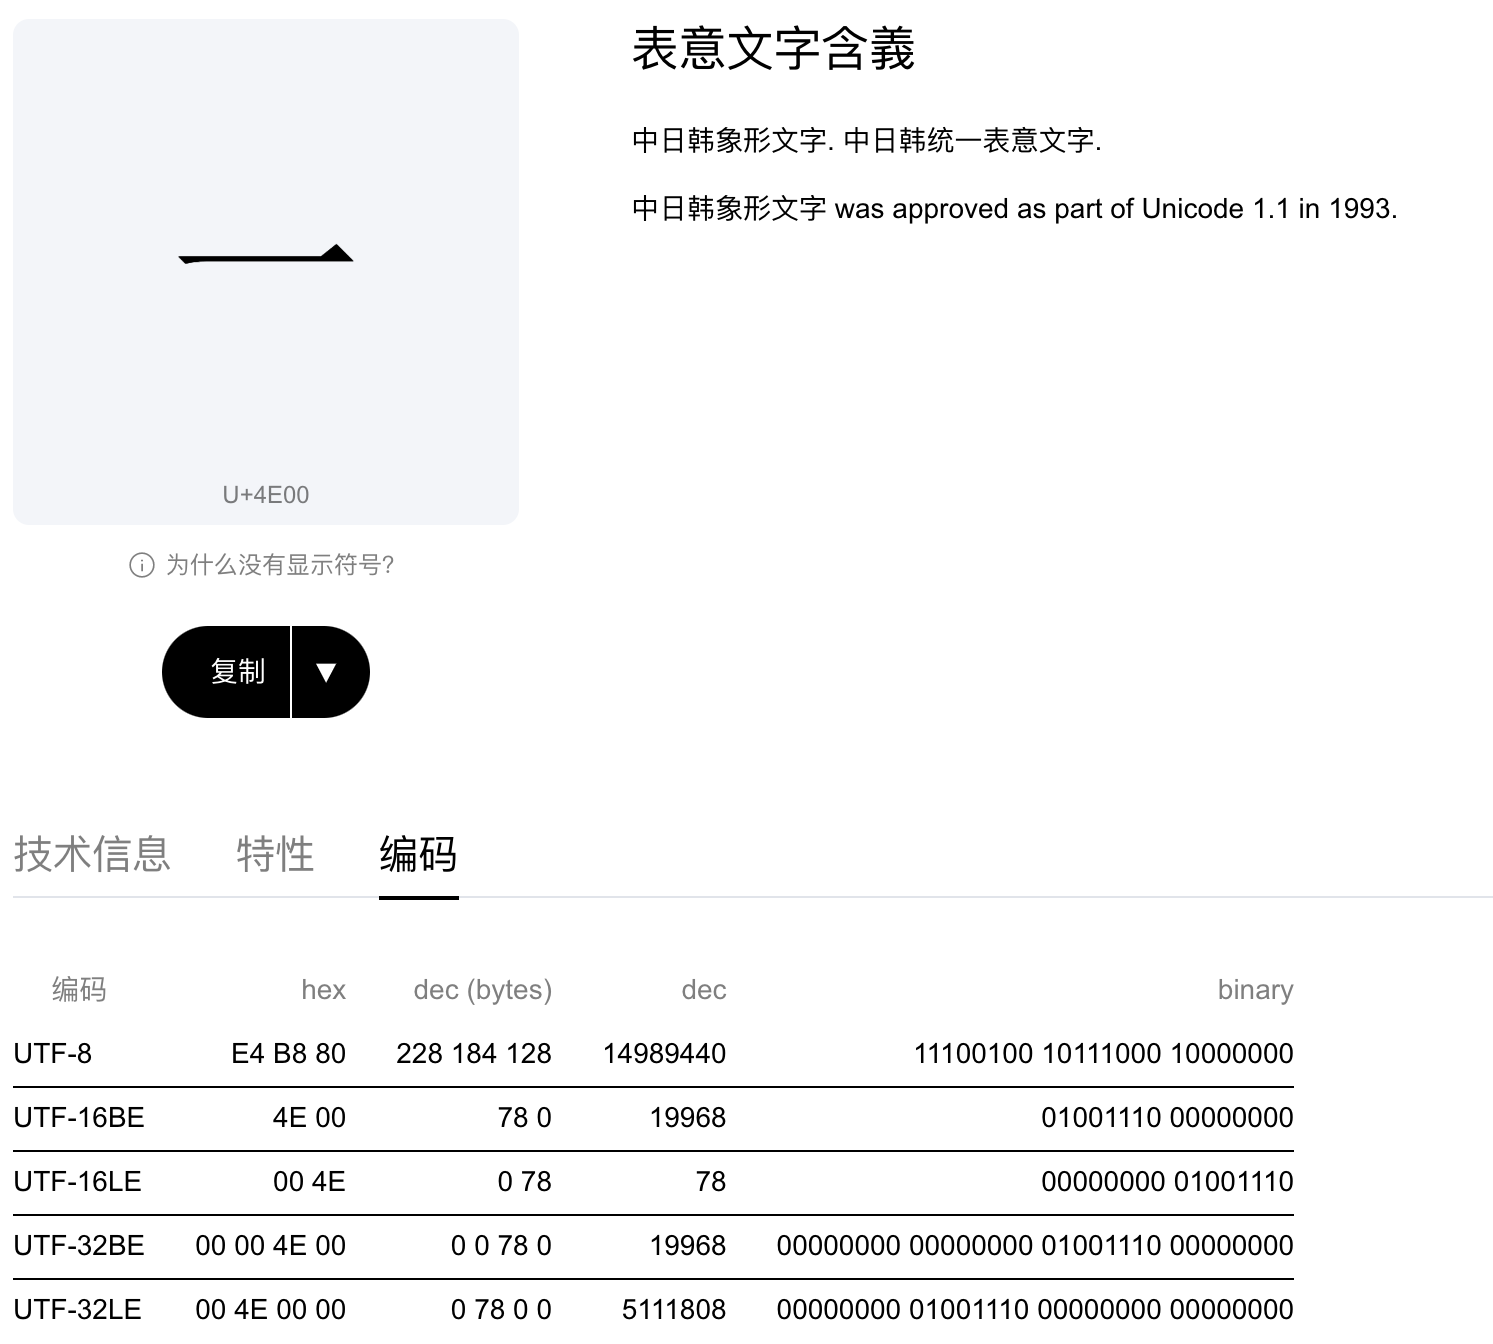 一
U+4E00
为什么没有显示符号?
复制 ▼
表意文字含義
中日韩象形文字. 中日韩统一表意文字.
中日韩象形文字 was approved as part of Unicode 1.1 in 1993.
技术信息 特性 编码
编码 hex dec (bytes) dec binary
UTF-8 E4 B8 80 228 184 128 14989440 11100100 10111000 10000000
UTF-16BE 4E 00 78 0 19968 01001110 00000000
UTF-16LE 00 4E 0 78 78 00000000 01001110
UTF-32BE 00 00 4E 00 0 0 78 0 19968 00000000 00000000 01001110 00000000
UTF-32LE 00 4E 00 00 0 78 0 0 5111808 00000000 01001110 00000000 00000000